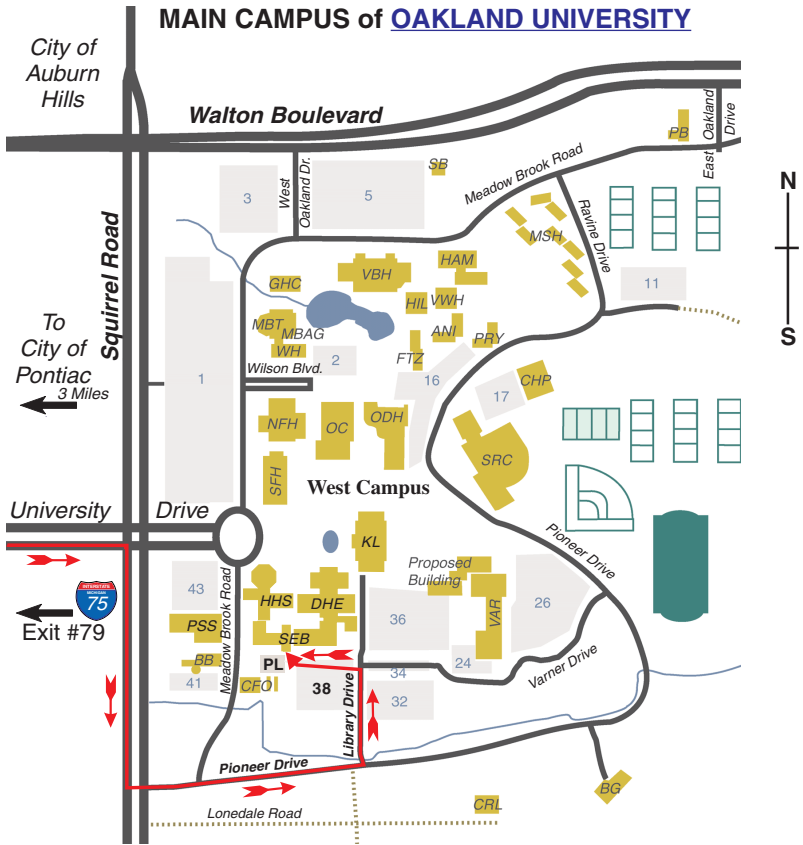 MAIN CAMPUS of OAKLAND UNIVERSITY
City of
Auburn
Hills
Walton Boulevard
East Oakland
Drive
PB
SB
Meadow Brook Road
West
Oakland Dr.
3
5
N
S
MSH
Ravine Drive
11
Squirrel Road
VBH
HAM
GHC
HIL
VWH
MBT
MBAG
ANI
PRY
WH
FTZ
To
City of
Pontiac
3 Miles
1
2
Wilson Blvd.
16
17
CHP
NFH
OC
ODH
SRC
SFH
West Campus
University Drive
KL
Pioneer Drive
Proposed
Building
INTERSTATE
MICHIGAN
75
Exit #79
43
Meadow Brook Road
HHS
DHE
36
VAR
26
PSS
SEB
BB
PL
24
34
Varner Drive
41
CFO
38
Library Drive
32
Pioneer Drive
BG
Lonedale Road
CRL